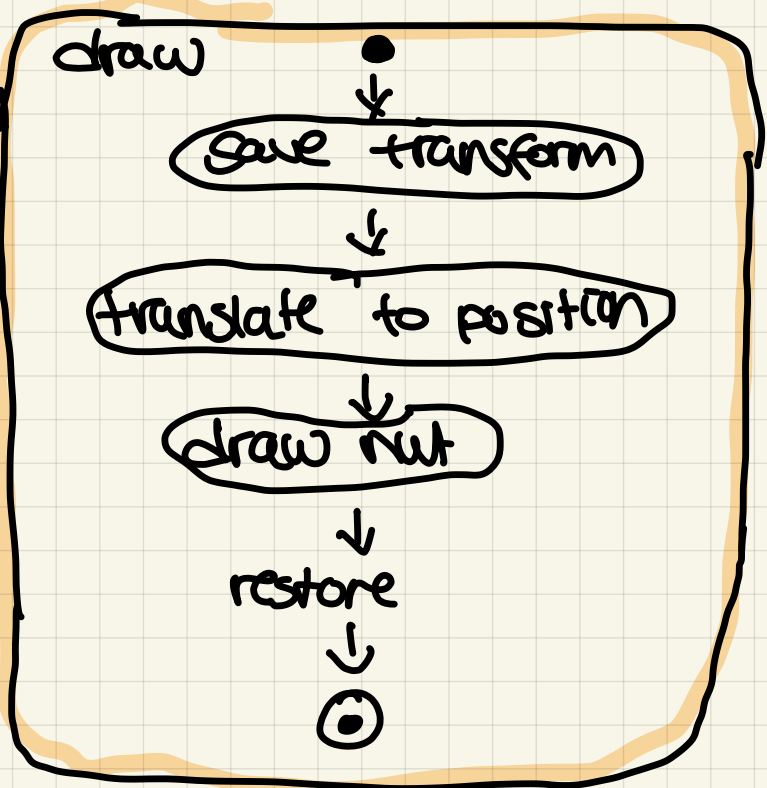 draw
save transform
translate to position
draw nut
restore